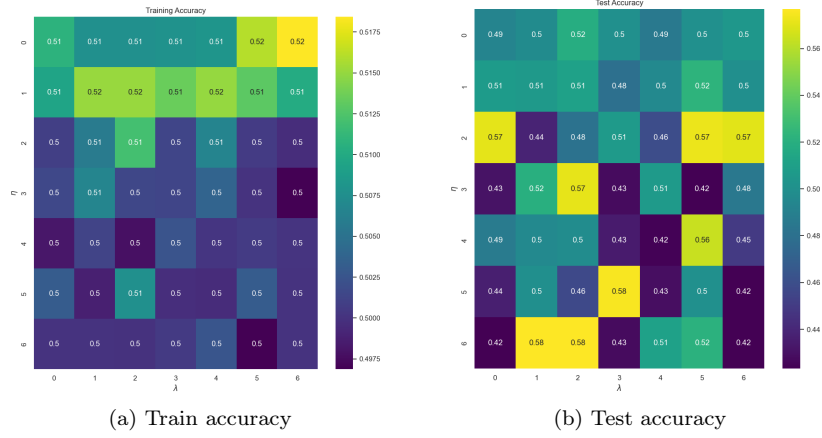 Training Accuracy
0 0.51 0.51 0.51 0.51 0.51 0.52 0.52
1 0.51 0.52 0.52 0.51 0.52 0.51 0.51
2 0.5 0.51 0.51 0.5 0.51 0.5 0.5
η 3 0.5 0.51 0.5 0.5 0.5 0.5 0.5
4 0.5 0.5 0.5 0.5 0.5 0.5 0.5
5 0.5 0.5 0.51 0.5 0.5 0.5 0.5
6 0.5 0.5 0.5 0.5 0.5 0.5 0.5
0 1 2 3 4 5 6
λ
0.5175
0.5150
0.5125
0.5100
0.5075
0.5050
0.5025
0.5000
0.4975
(a) Train accuracy
Test Accuracy
0 0.49 0.5 0.52 0.5 0.49 0.5 0.5
1 0.51 0.51 0.51 0.48 0.5 0.52 0.5
2 0.57 0.44 0.48 0.51 0.46 0.57 0.57
η 3 0.43 0.52 0.57 0.43 0.51 0.42 0.48
4 0.49 0.5 0.5 0.43 0.42 0.56 0.45
5 0.44 0.5 0.46 0.58 0.43 0.5 0.42
6 0.42 0.58 0.58 0.43 0.51 0.52 0.42
0 1 2 3 4 5 6
λ
0.56
0.54
0.52
0.50
0.48
0.46
0.44
(b) Test accuracy